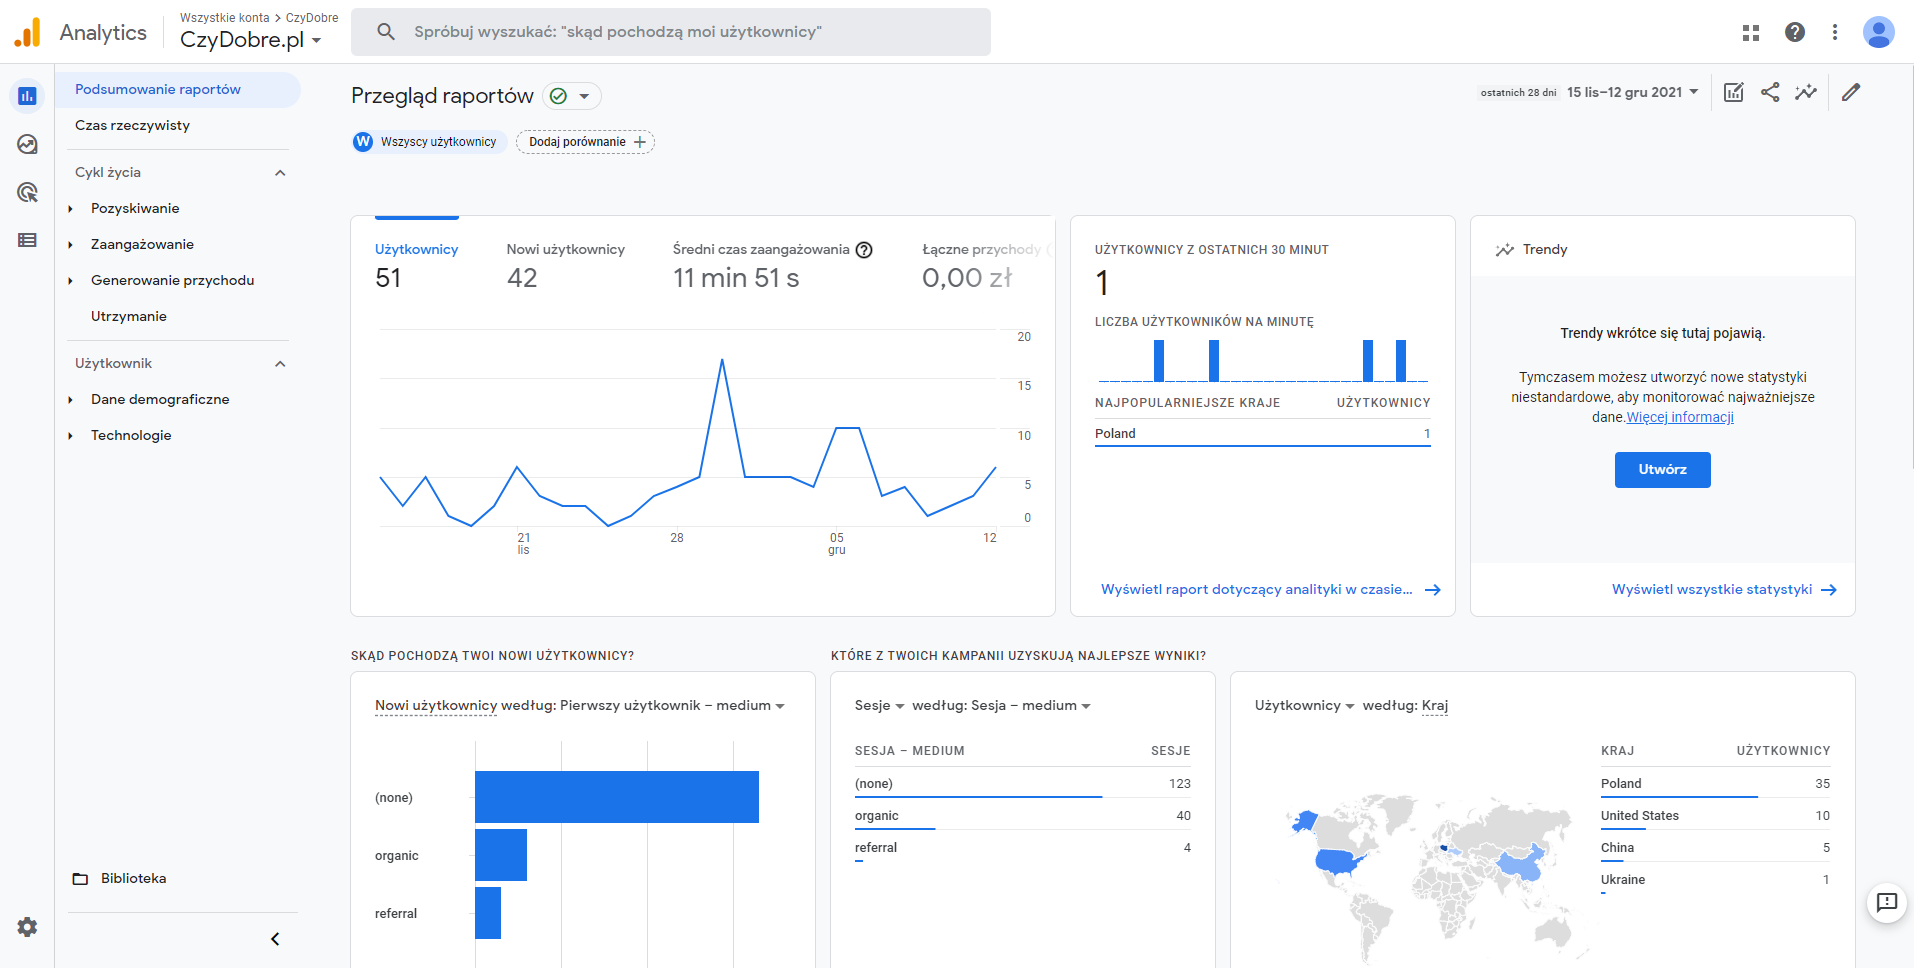 Analytics
Wszystkie konta > CzyDobre
CzyDobre.pl
Spróbuj wyszukać: "skąd pochodzą moi użytkownicy"
Podsumowanie raportów
Czas rzeczywisty
Cykl życia
Pozyskiwanie
Zaangażowanie
Generowanie przychodu
Utrzymanie
Użytkownik
Dane demograficzne
Technologie
Biblioteka
Przegląd raportów
ostatnich 28 dni 15 lis–12 gru 2021
W Wszyscy użytkownicy
Dodaj porównanie
Użytkownicy
51
Nowi użytkownicy
42
Średni czas zaangażowania
11 min 51 s
Łączne przychody
0,00 zł
20
15
10
5
0
21
lis
28
05
gru
12
UŻYTKOWNICY Z OSTATNICH 30 MINUT
1
LICZBA UŻYTKOWNIKÓW NA MINUTĘ
NAJPOPULARNIEJSZE KRAJE UŻYTKOWNICY
Poland 1
Wyświetl raport dotyczący analityki w czasie...
Trendy
Trendy wkrótce się tutaj pojawią.
Tymczasem możesz utworzyć nowe statystyki
niestandardowe, aby monitorować najważniejsze
dane.Więcej informacji
Utwórz
Wyświetl wszystkie statystyki
SKĄD POCHODZĄ TWOI NOWI UŻYTKOWNICY?
Nowi użytkownicy według: Pierwszy użytkownik – medium
(none)
organic
referral
KTÓRE Z TWOICH KAMPANII UZYSKUJĄ NAJLEPSZE WYNIKI?
Sesje według: Sesja – medium
SESJA – MEDIUM SESJE
(none) 123
organic 40
referral 4
Użytkownicy według: Kraj
KRAJ UŻYTKOWNICY
Poland 35
United States 10
China 5
Ukraine 1